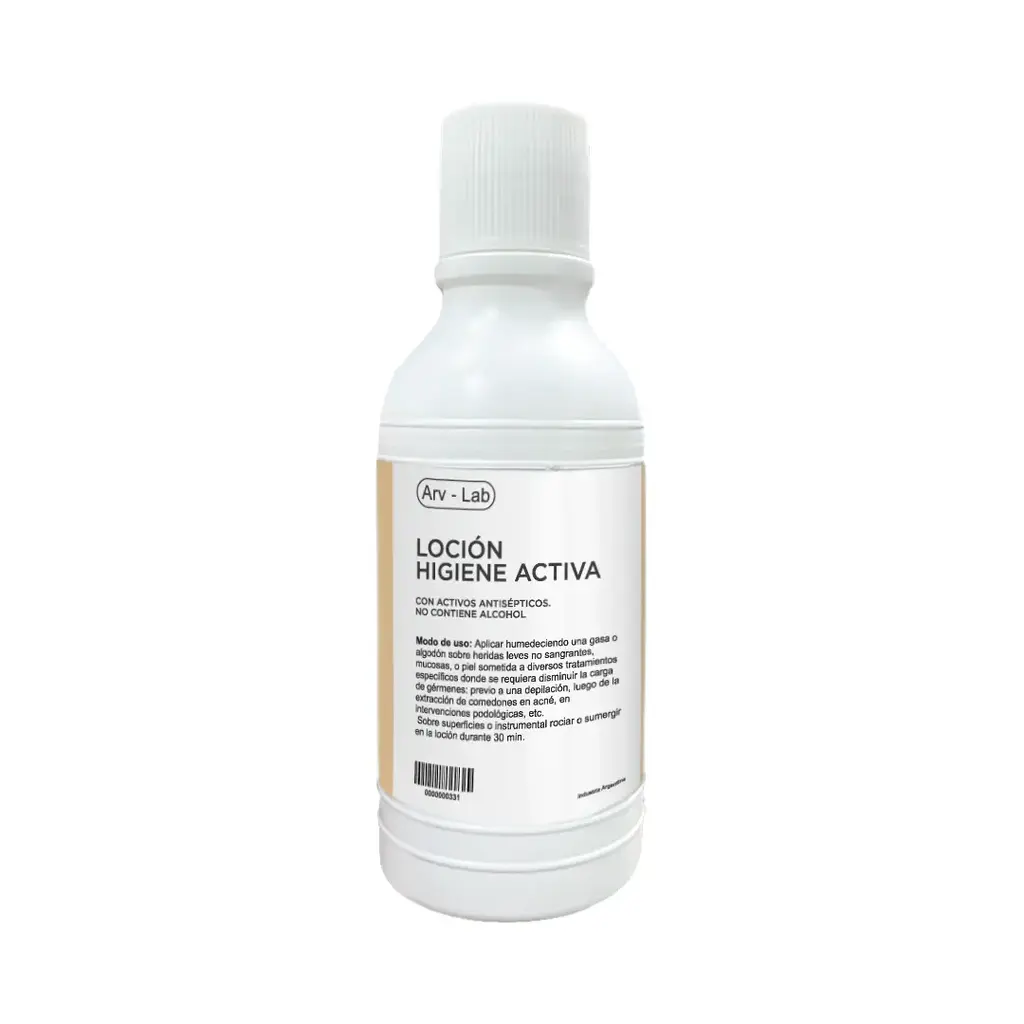 Arv - Lab
LOCIÓN
HIGIENE ACTIVA
CON ACTIVOS ANTISÉPTICOS.
NO CONTIENE ALCOHOL
Modo de uso: Aplicar humedeciendo una gasa o
algodón sobre heridas leves no sangrantes,
mucosas, o piel sometida a diversos tratamientos
específicos donde se requiera disminuir la carga
de gérmenes: previo a una depilación, luego de la
extracción de comedones en acné, en
intervenciones podológicas, etc.
Sobre superficies o instrumental rociar o sumergir
en la loción durante 30 min.
0000000331
Industria Argentina